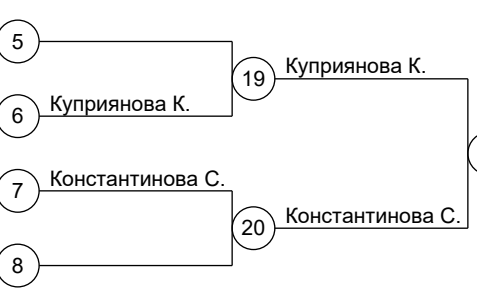 5
19 Куприянова К.
6 Куприянова К.
7 Константинова С.
20 Константинова С.
8